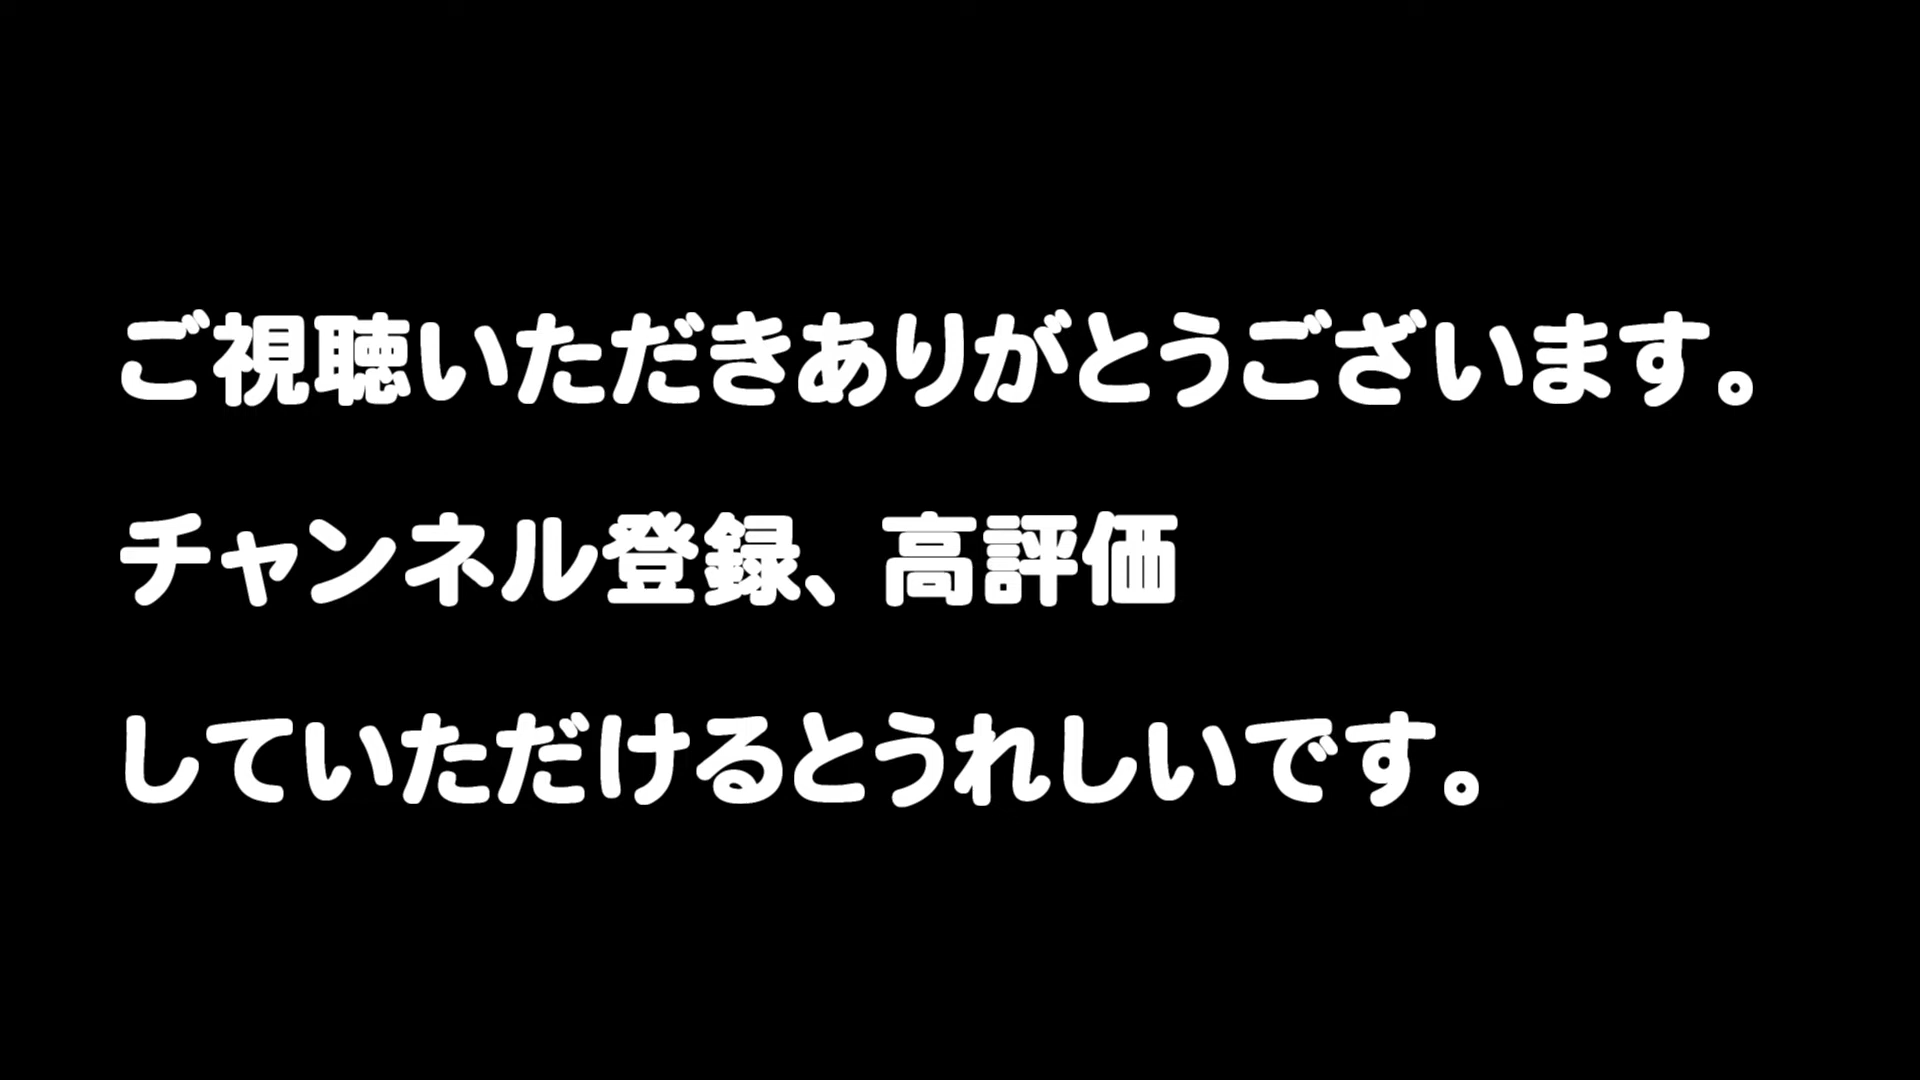 ご視聴いただきありがとうございます。
チャンネル登録、高評価
していただけるとうれしいです。